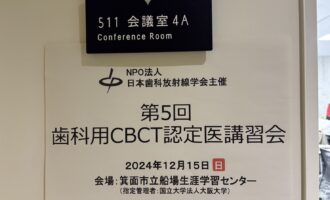 511 会議室 4A
Conference Room
NPO法人
日本歯科放射線学会主催
第5回
歯科用CBCT認定医講習会
2024年12月15日 日
会場：箕面市立船場生涯学習センター
（指定管理者：国立大学法人大阪大学）